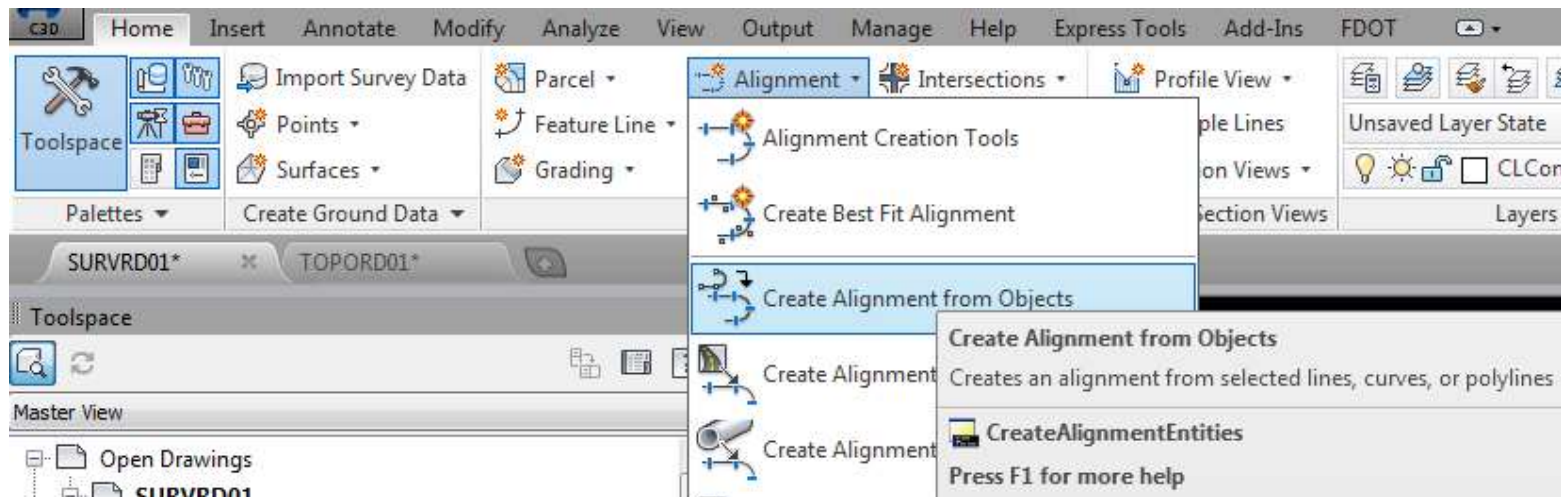 C3D Home Insert Annotate Modify Analyze View Output Manage Help Express Tools Add-Ins FDOT
Import Survey Data Parcel Alignment Intersections Profile View
Toolspace Points Feature Line ple Lines Unsaved Layer State
Surfaces Grading on Views CLCon
Palettes Create Ground Data Section Views Layers
Alignment Creation Tools
Create Best Fit Alignment
Create Alignment from Objects
Create Alignment
Create Alignment
SURVRD01* TOPORD01*
Toolspace
Master View
Open Drawings
SURVRD01
Create Alignment from Objects
Creates an alignment from selected lines, curves, or polylines
CreateAlignmentEntities
Press F1 for more help